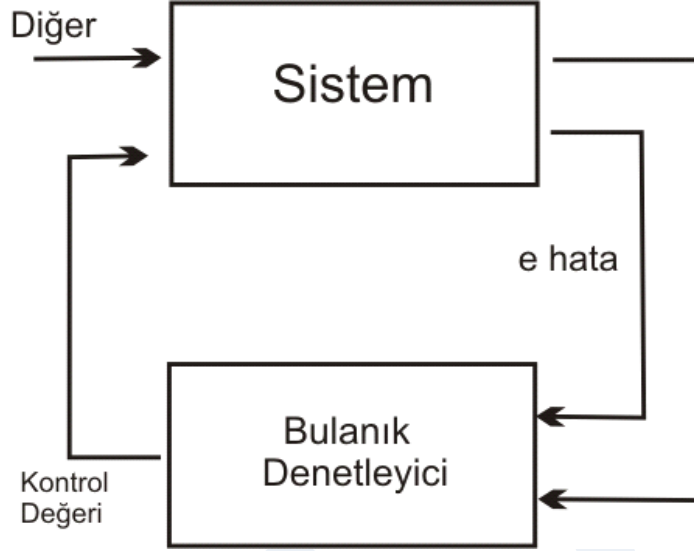 Diğer
Sistem
e hata
Bulanık
Denetleyici
Kontrol
Değeri